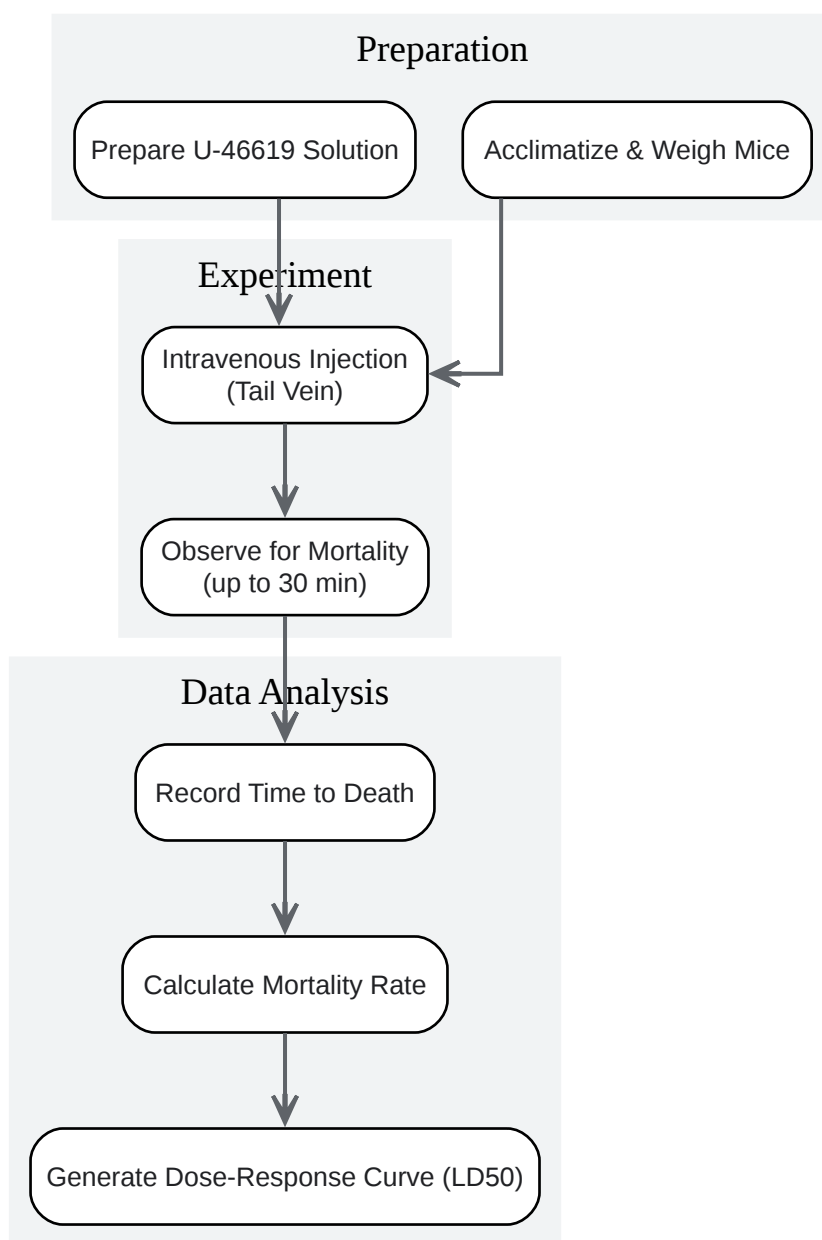 Preparation
Prepare U-46619 Solution
Acclimatize & Weigh Mice
Experiment
Intravenous Injection
(Tail Vein)
Observe for Mortality
(up to 30 min)
Data Analysis
Record Time to Death
Calculate Mortality Rate
Generate Dose-Response Curve (LD50)